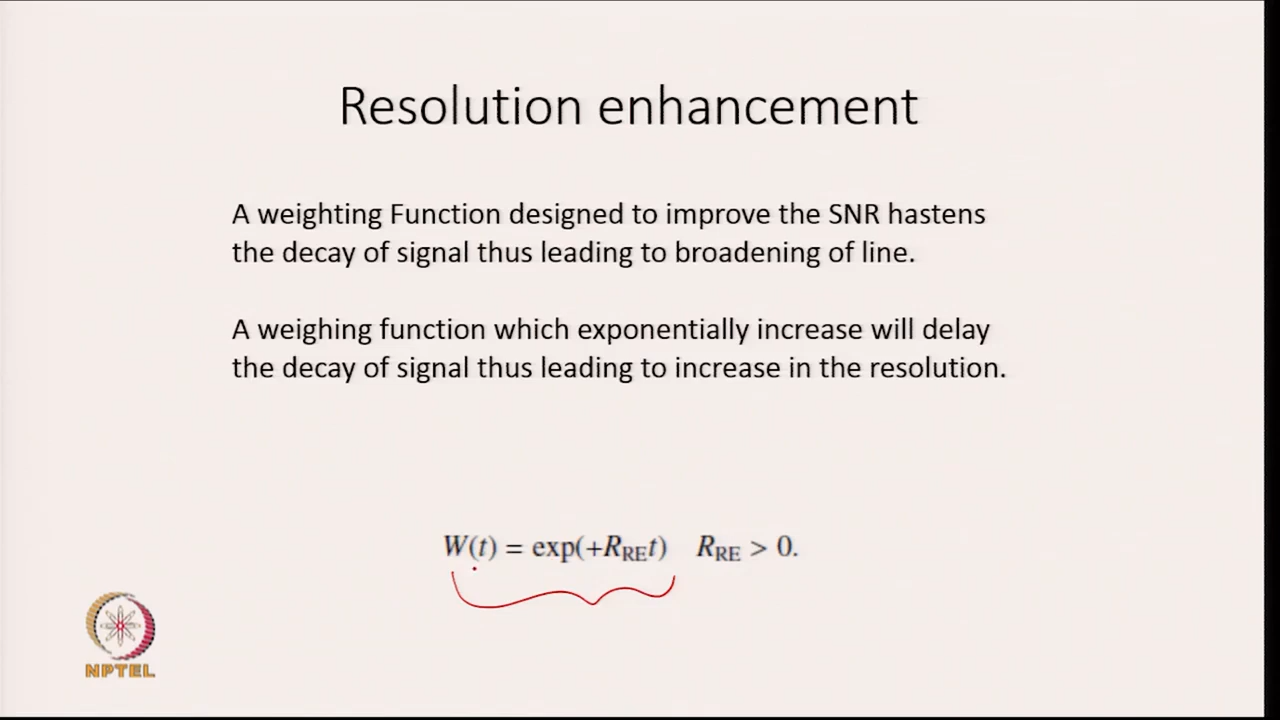 Resolution enhancement
A weighting Function designed to improve the SNR hastens
the decay of signal thus leading to broadening of line.
A weighing function which exponentially increase will delay
the decay of signal thus leading to increase in the resolution.
W(t) = exp(+R_RE t) R_RE > 0.
NPTEL